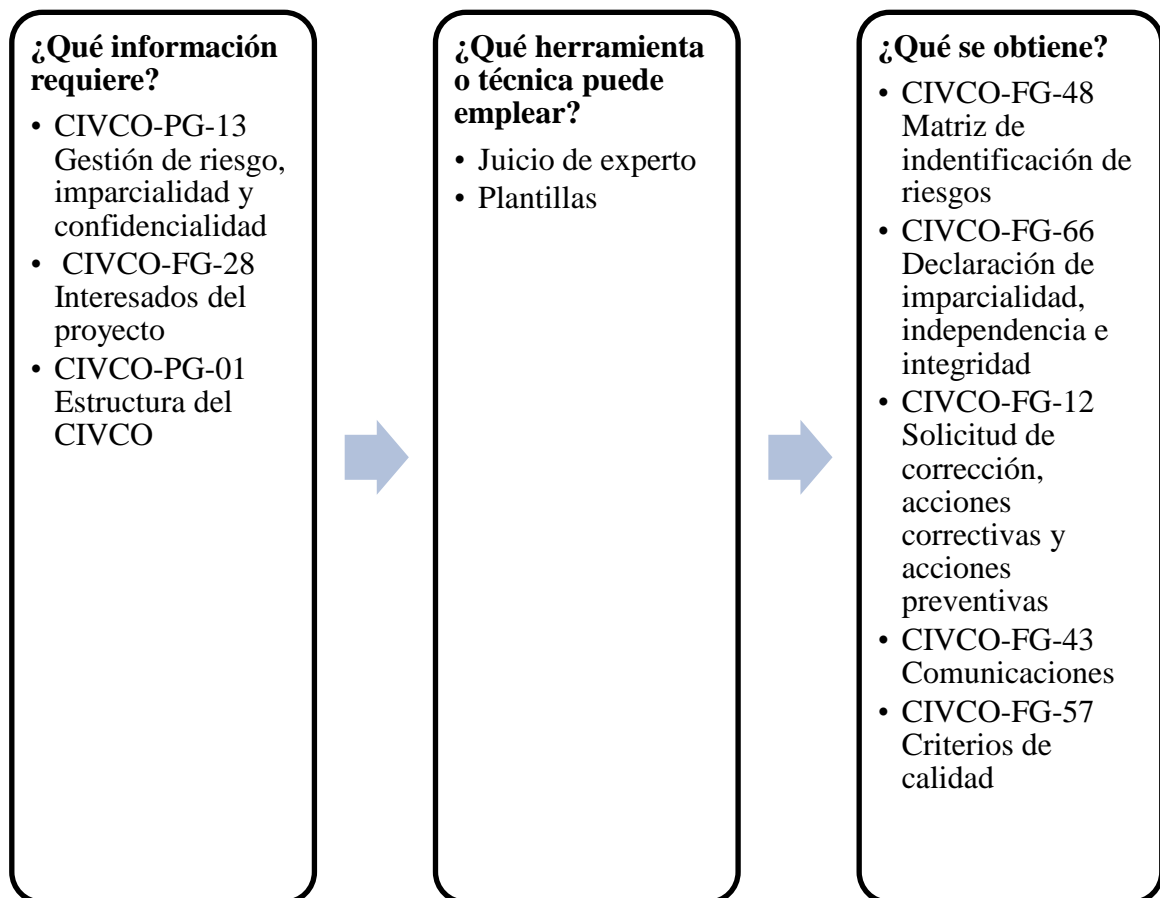 ¿Qué información
requiere?
• CIVCO-PG-13
Gestión de riesgo,
imparcialidad y
confidencialidad
• CIVCO-FG-28
Interesados del
proyecto
• CIVCO-PG-01
Estructura del
CIVCO
¿Qué herramienta
o técnica puede
emplear?
• Juicio de experto
• Plantillas
¿Qué se obtiene?
• CIVCO-FG-48
Matriz de
indentificación de
riesgos
• CIVCO-FG-66
Declaración de
imparcialidad,
independencia e
integridad
• CIVCO-FG-12
Solicitud de
corrección,
acciones
correctivas y
acciones
preventivas
• CIVCO-FG-43
Comunicaciones
• CIVCO-FG-57
Criterios de
calidad